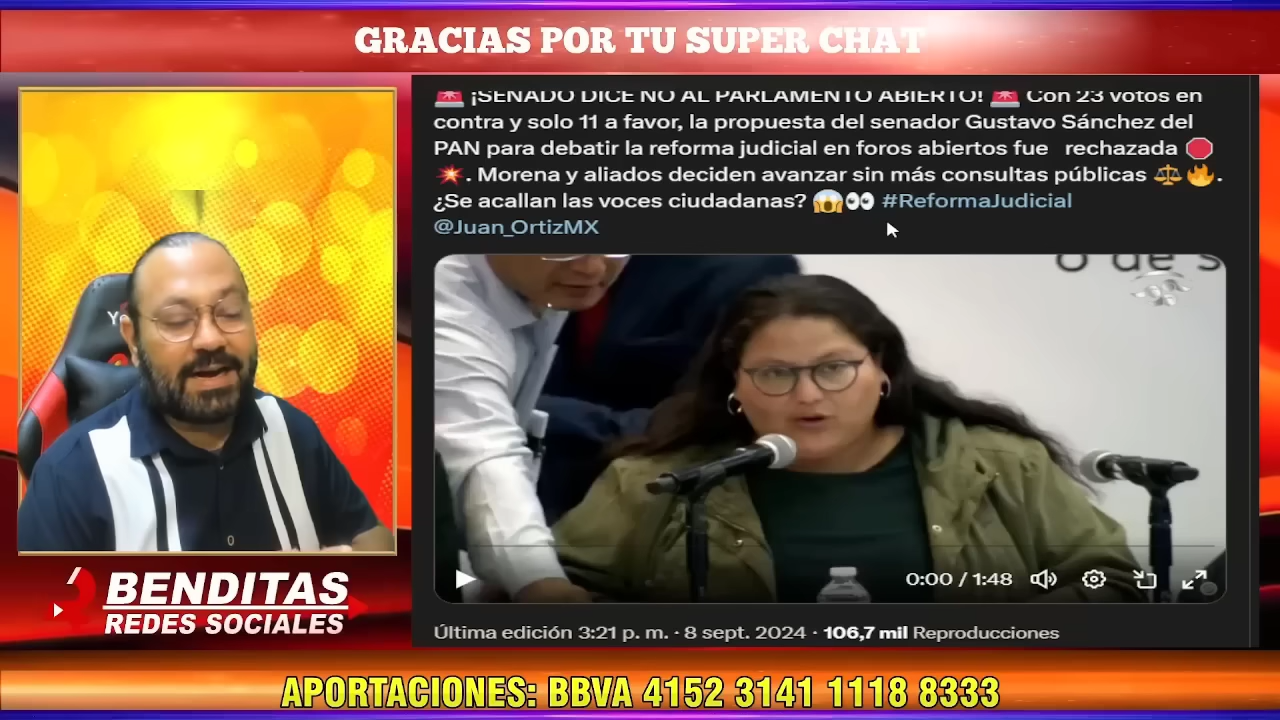 GRACIAS POR TU SUPER CHAT
🚨 ¡SENADO DICE NO AL PARLAMENTO ABIERTO! 🚨 Con 23 votos en
contra y solo 11 a favor, la propuesta del senador Gustavo Sánchez del
PAN para debatir la reforma judicial en foros abiertos fue rechazada 🛑
💥. Morena y aliados deciden avanzar sin más consultas públicas ⚖️🔥.
¿Se acallan las voces ciudadanas? 😱👀 #ReformaJudicial
@Juan_OrtizMX
o de s
0:00 / 1:48
Última edición 3:21 p. m. · 8 sept. 2024 · 106,7 mil Reproducciones
BENDITAS
REDES SOCIALES
APORTACIONES: BBVA 4152 3141 1118 8333